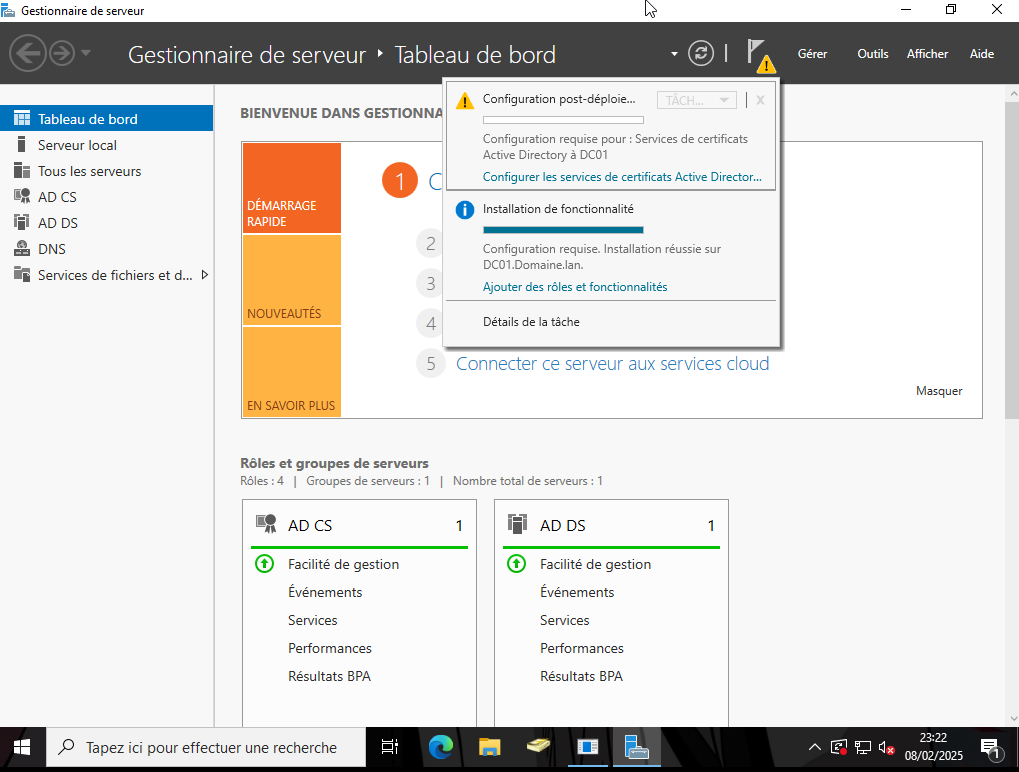 Gestionnaire de serveur
Gestionnaire de serveur ‣ Tableau de bord
Gérer Outils Afficher Aide
Tableau de bord
Serveur local
Tous les serveurs
AD CS
AD DS
DNS
Services de fichiers et d...
BIENVENUE DANS GESTIONNA
DÉMARRAGE
RAPIDE
NOUVEAUTÉS
EN SAVOIR PLUS
1
2
3
4
5 Connecter ce serveur aux services cloud
Masquer
Configuration post-déploie... TÂCH... X
Configuration requise pour : Services de certificats
Active Directory à DC01
Configurer les services de certificats Active Director...
Installation de fonctionnalité
Configuration requise. Installation réussie sur
DC01.Domaine.lan.
Ajouter des rôles et fonctionnalités
Détails de la tâche
Rôles et groupes de serveurs
Rôles : 4 | Groupes de serveurs : 1 | Nombre total de serveurs : 1
AD CS 1
Facilité de gestion
Événements
Services
Performances
Résultats BPA
AD DS 1
Facilité de gestion
Événements
Services
Performances
Résultats BPA
Tapez ici pour effectuer une recherche
23:22
08/02/2025
1